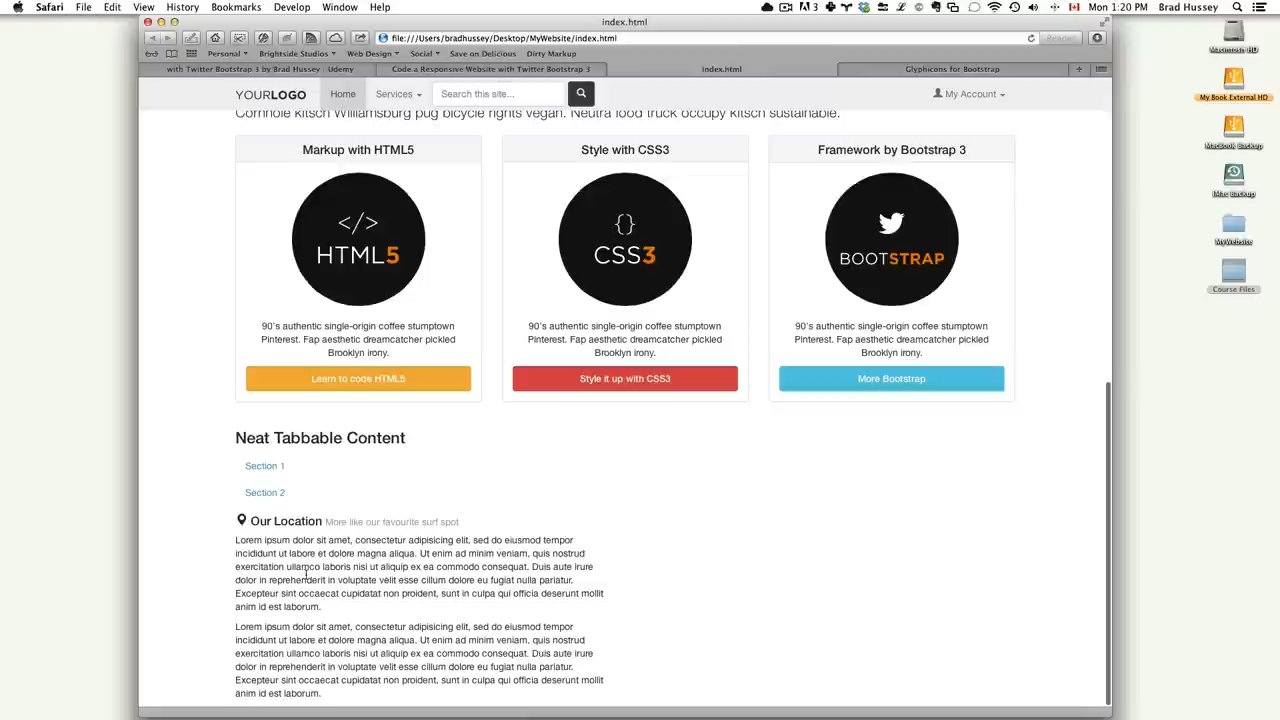 Safari File Edit View History Bookmarks Develop Window Help
3
Mon 1:20 PM Brad Hussey
index.html
file:///Users/bradhussey/Desktop/MyWebsite/index.html
Reader
Personal Brightside Studios Web Design Social Save on Delicious Dirty Markup
with Twitter Bootstrap 3 by Brad Hussey | Udemy
Code a Responsive Website with Twitter Bootstrap 3
index.html
Glyphicons for Bootstrap
+
YOURLOGO
Home
Services
Search this site...
My Account
Cornhole kitsch Williamsburg pug bicycle rights vegan. Neutra food truck occupy kitsch sustainable.
Markup with HTML5
</>
HTML5
90's authentic single-origin coffee stumptown
Pinterest. Fap aesthetic dreamcatcher pickled
Brooklyn irony.
Learn to code HTML5
Style with CSS3
{}
CSS3
90's authentic single-origin coffee stumptown
Pinterest. Fap aesthetic dreamcatcher pickled
Brooklyn irony.
Style it up with CSS3
Framework by Bootstrap 3
BOOTSTRAP
90's authentic single-origin coffee stumptown
Pinterest. Fap aesthetic dreamcatcher pickled
Brooklyn irony.
More Bootstrap
Neat Tabbable Content
Section 1
Section 2
Our Location More like our favourite surf spot
Lorem ipsum dolor sit amet, consectetur adipisicing elit, sed do eiusmod tempor
incididunt ut labore et dolore magna aliqua. Ut enim ad minim veniam, quis nostrud
exercitation ullamco laboris nisi ut aliquip ex ea commodo consequat. Duis aute irure
dolor in reprehenderit in voluptate velit esse cillum dolore eu fugiat nulla pariatur.
Excepteur sint occaecat cupidatat non proident, sunt in culpa qui officia deserunt mollit
anim id est laborum.
Lorem ipsum dolor sit amet, consectetur adipisicing elit, sed do eiusmod tempor
incididunt ut labore et dolore magna aliqua. Ut enim ad minim veniam, quis nostrud
exercitation ullamco laboris nisi ut aliquip ex ea commodo consequat. Duis aute irure
dolor in reprehenderit in voluptate velit esse cillum dolore eu fugiat nulla pariatur.
Excepteur sint occaecat cupidatat non proident, sunt in culpa qui officia deserunt mollit
anim id est laborum.
Macintosh HD
My Book External HD
MacBook Backup
iMac Backup
MyWebsite
Course Files